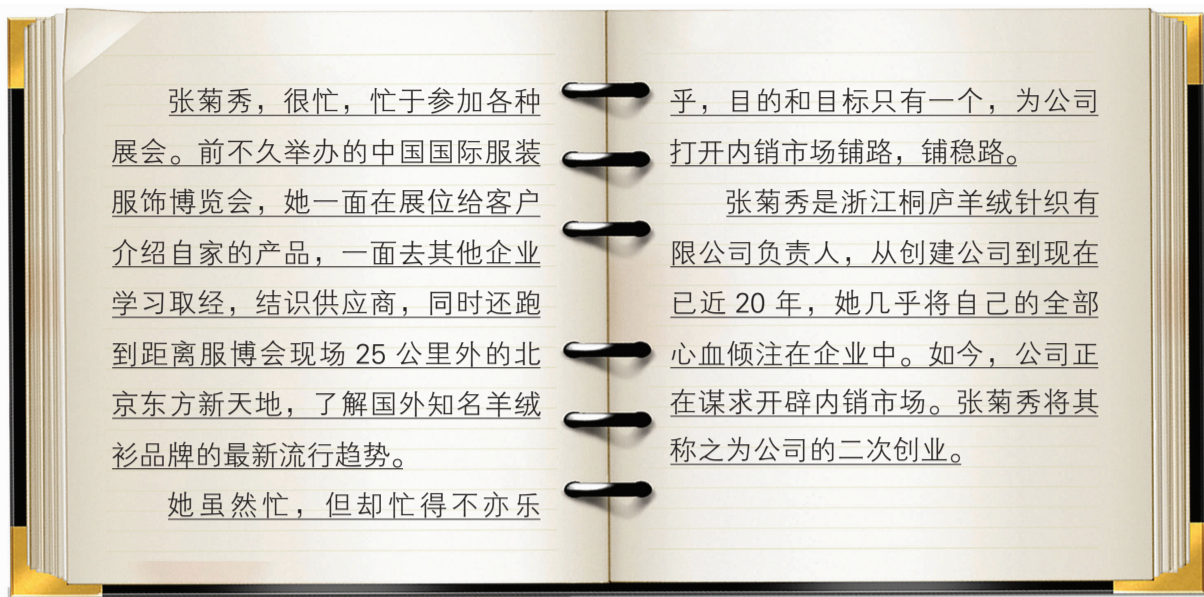 张菊秀，很忙，忙于参加各种
展会。前不久举办的中国国际服装
服饰博览会，她一面在展位给客户
介绍自家的产品，一面去其他企业
学习取经，结识供应商，同时还跑
到距离服博会现场 25 公里外的北
京东方新天地，了解国外知名羊绒
衫品牌的最新流行趋势。
她虽然忙，但却忙得不亦乐
乎，目的和目标只有一个，为公司
打开内销市场铺路，铺稳路。
张菊秀是浙江桐庐羊绒针织有
限公司负责人，从创建公司到现在
已近 20 年，她几乎将自己的全部
心血倾注在企业中。如今，公司正
在谋求开辟内销市场。张菊秀将其
称之为公司的二次创业。